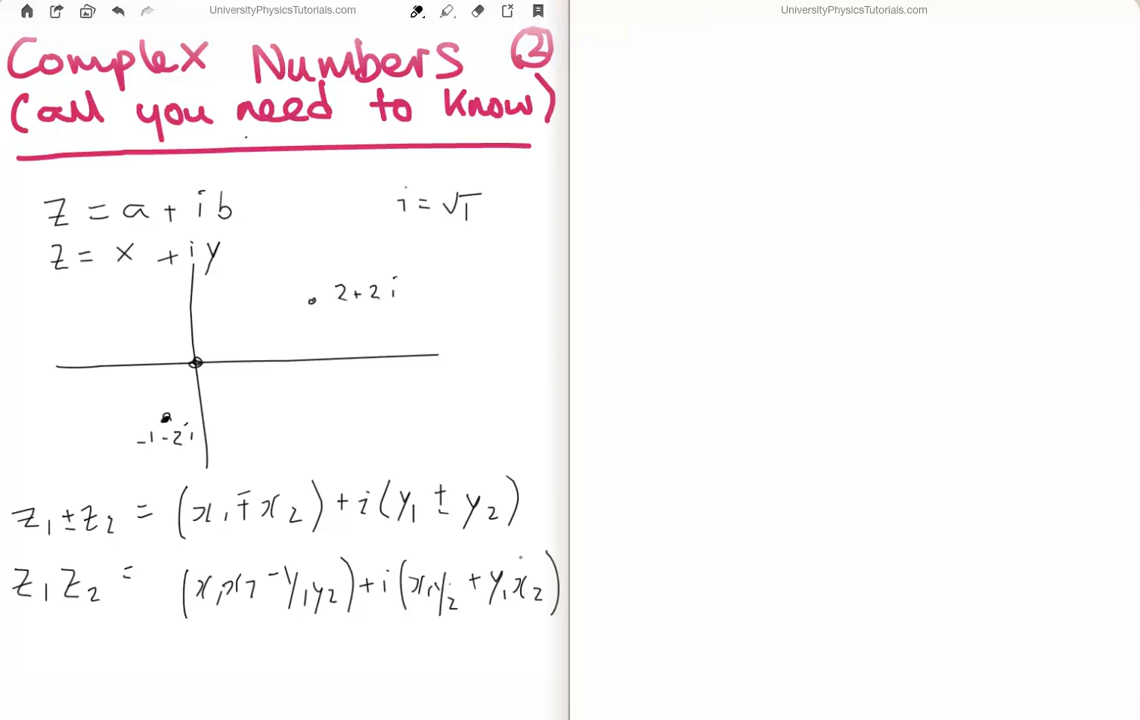 UniversityPhysicsTutorials.com
UniversityPhysicsTutorials.com
Complex Numbers ②
(all you need to know)
Z = a + ib
i = √1
Z = x + iy
2+2i
-1-2i
Z₁ ± Z₂ = (x₁ ∓ x₂) + i(y₁ ± y₂)
Z₁Z₂ = (x₁x₂ - y₁y₂) + i(x₁y₂ + y₁x₂)